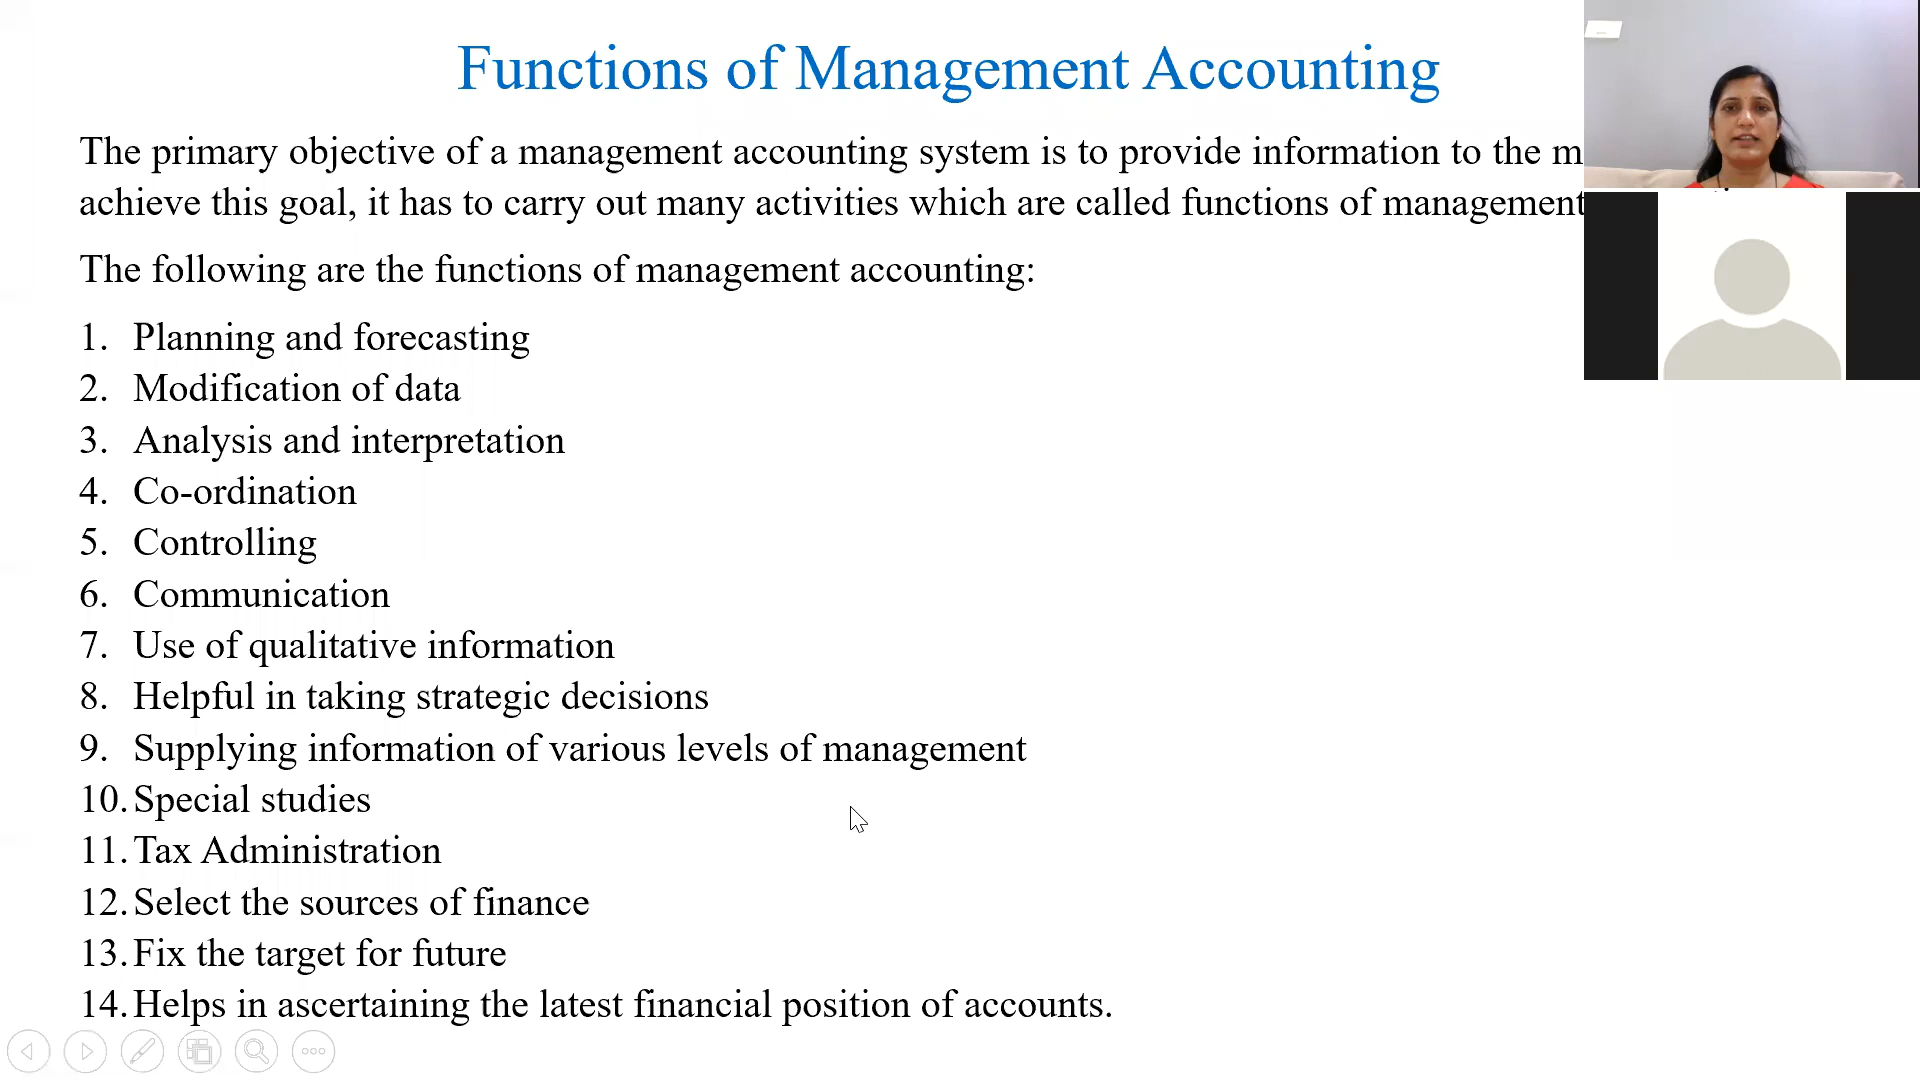 Functions of Management Accounting
The primary objective of a management accounting system is to provide information to the m
achieve this goal, it has to carry out many activities which are called functions of management
The following are the functions of management accounting:
1. Planning and forecasting
2. Modification of data
3. Analysis and interpretation
4. Co-ordination
5. Controlling
6. Communication
7. Use of qualitative information
8. Helpful in taking strategic decisions
9. Supplying information of various levels of management
10. Special studies
11. Tax Administration
12. Select the sources of finance
13. Fix the target for future
14. Helps in ascertaining the latest financial position of accounts.